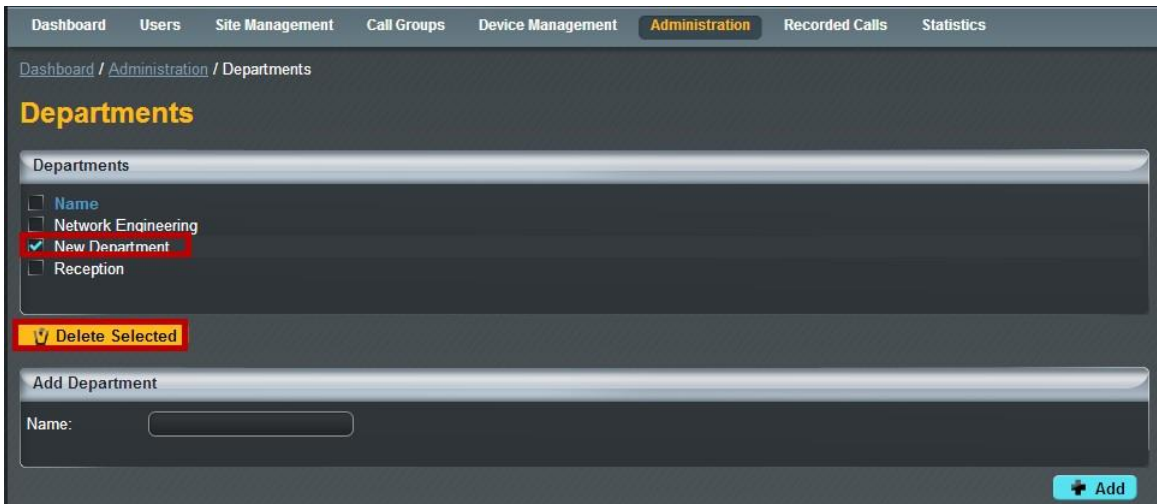 Dashboard Users Site Management Call Groups Device Management Administration Recorded Calls Statistics
Dashboard / Administration / Departments
Departments
Departments
Name
Network Engineering
New Department
Reception
Delete Selected
Add Department
Name:
Add